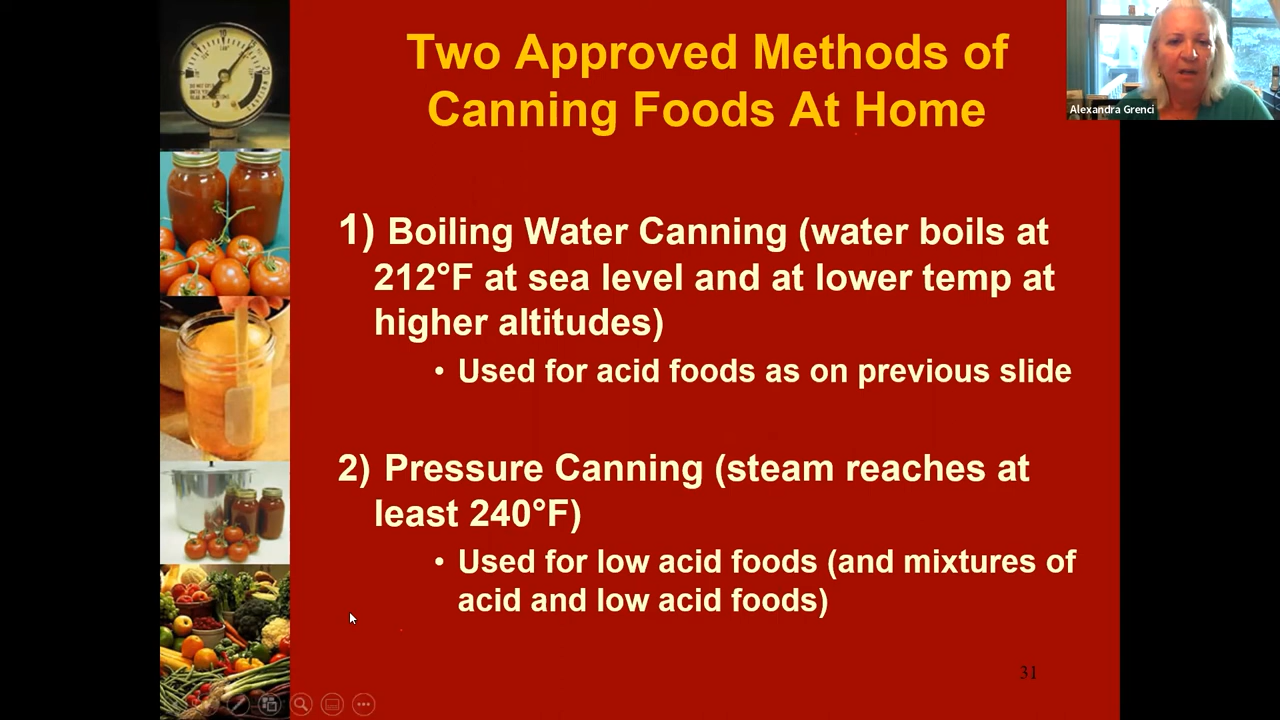 Two Approved Methods of
Canning Foods At Home
Alexandra Grenci
1) Boiling Water Canning (water boils at
212°F at sea level and at lower temp at
higher altitudes)
• Used for acid foods as on previous slide
2) Pressure Canning (steam reaches at
least 240°F)
• Used for low acid foods (and mixtures of
acid and low acid foods)
31